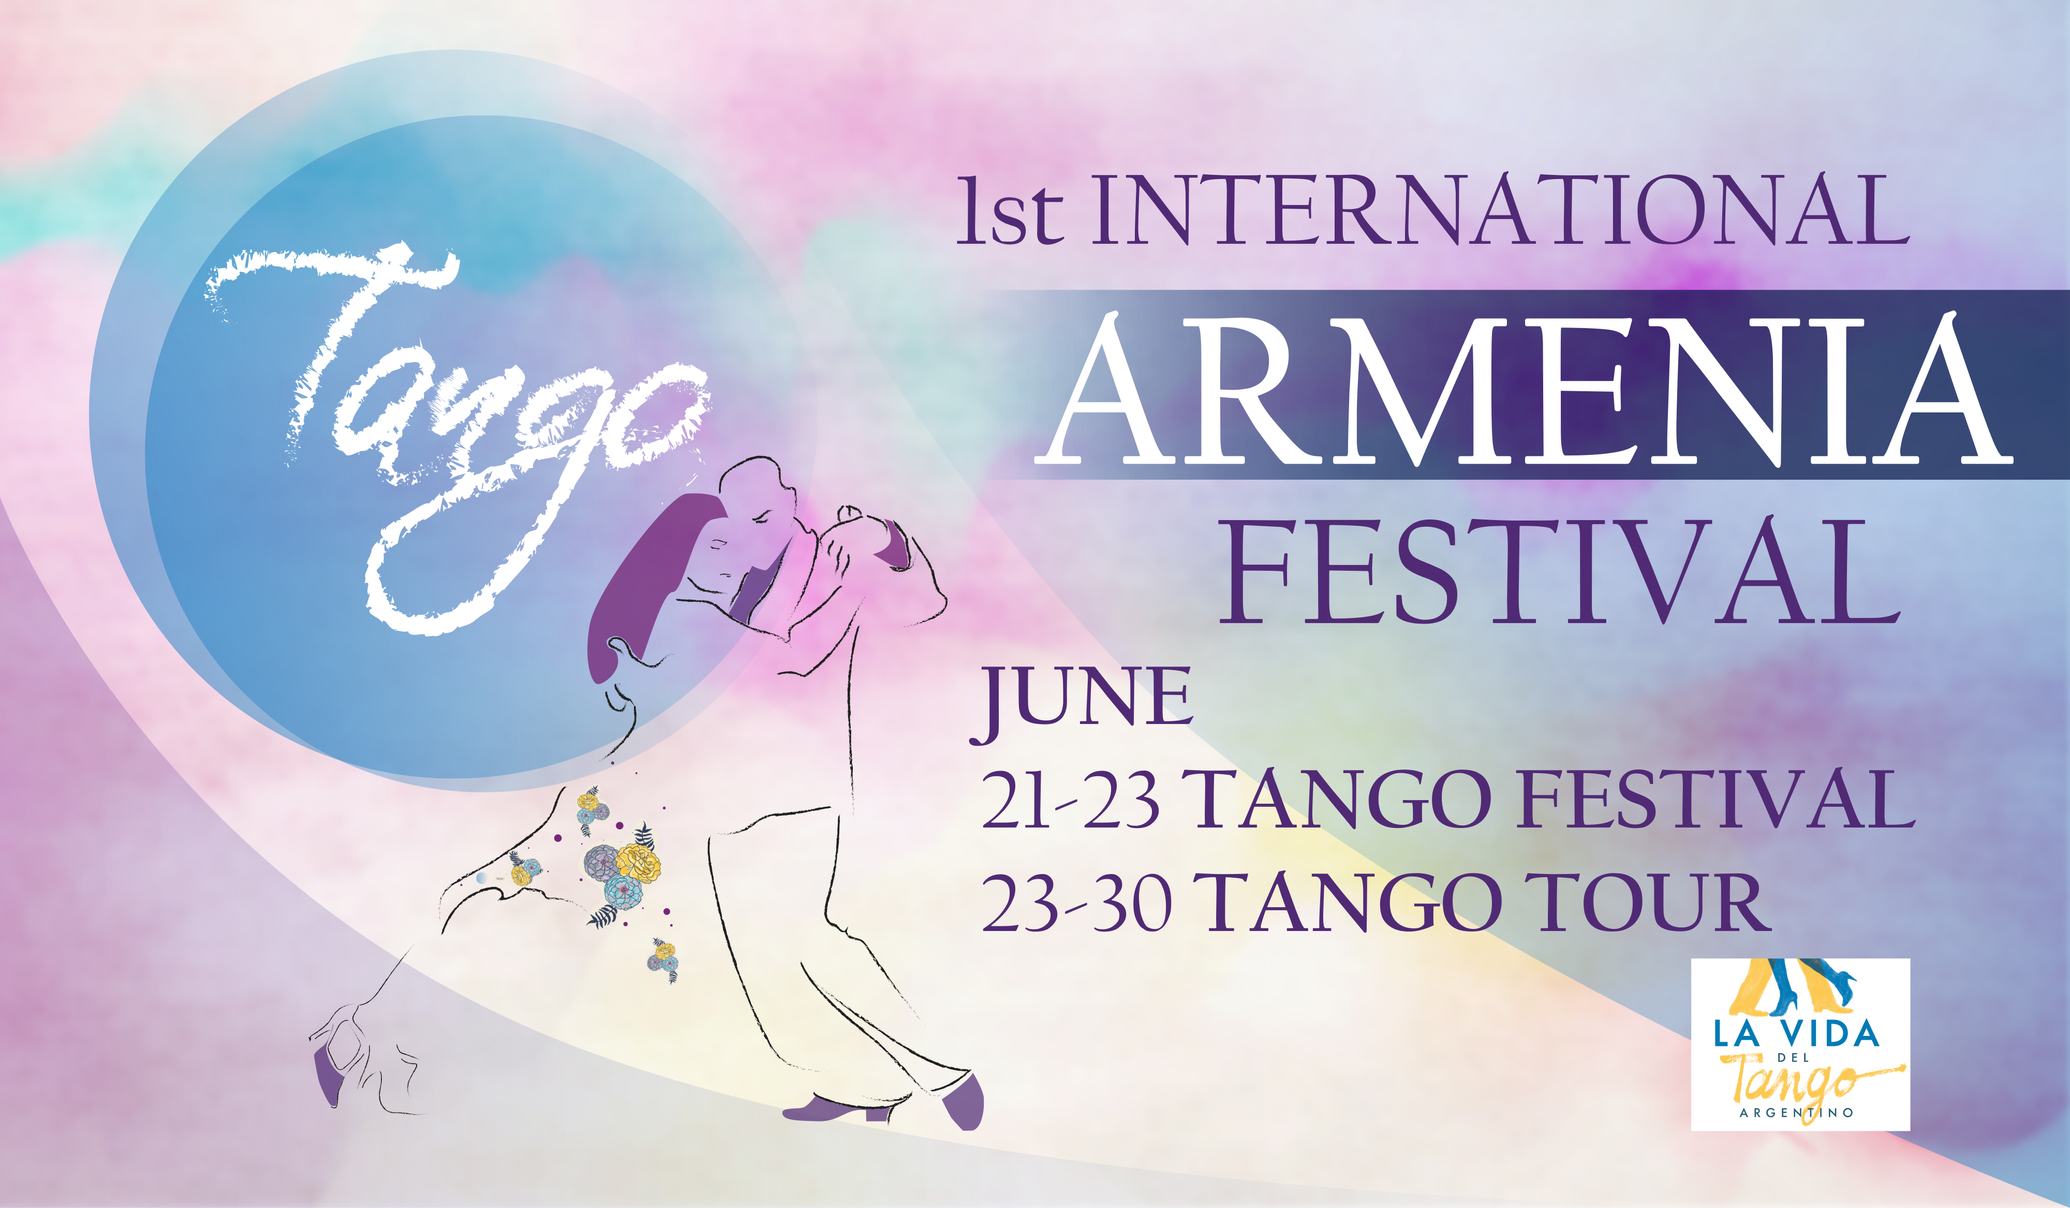 Tango
1st INTERNATIONAL
ARMENIA
FESTIVAL
JUNE
21-23 TANGO FESTIVAL
23-30 TANGO TOUR
LA VIDA
DEL
Tango
ARGENTINO